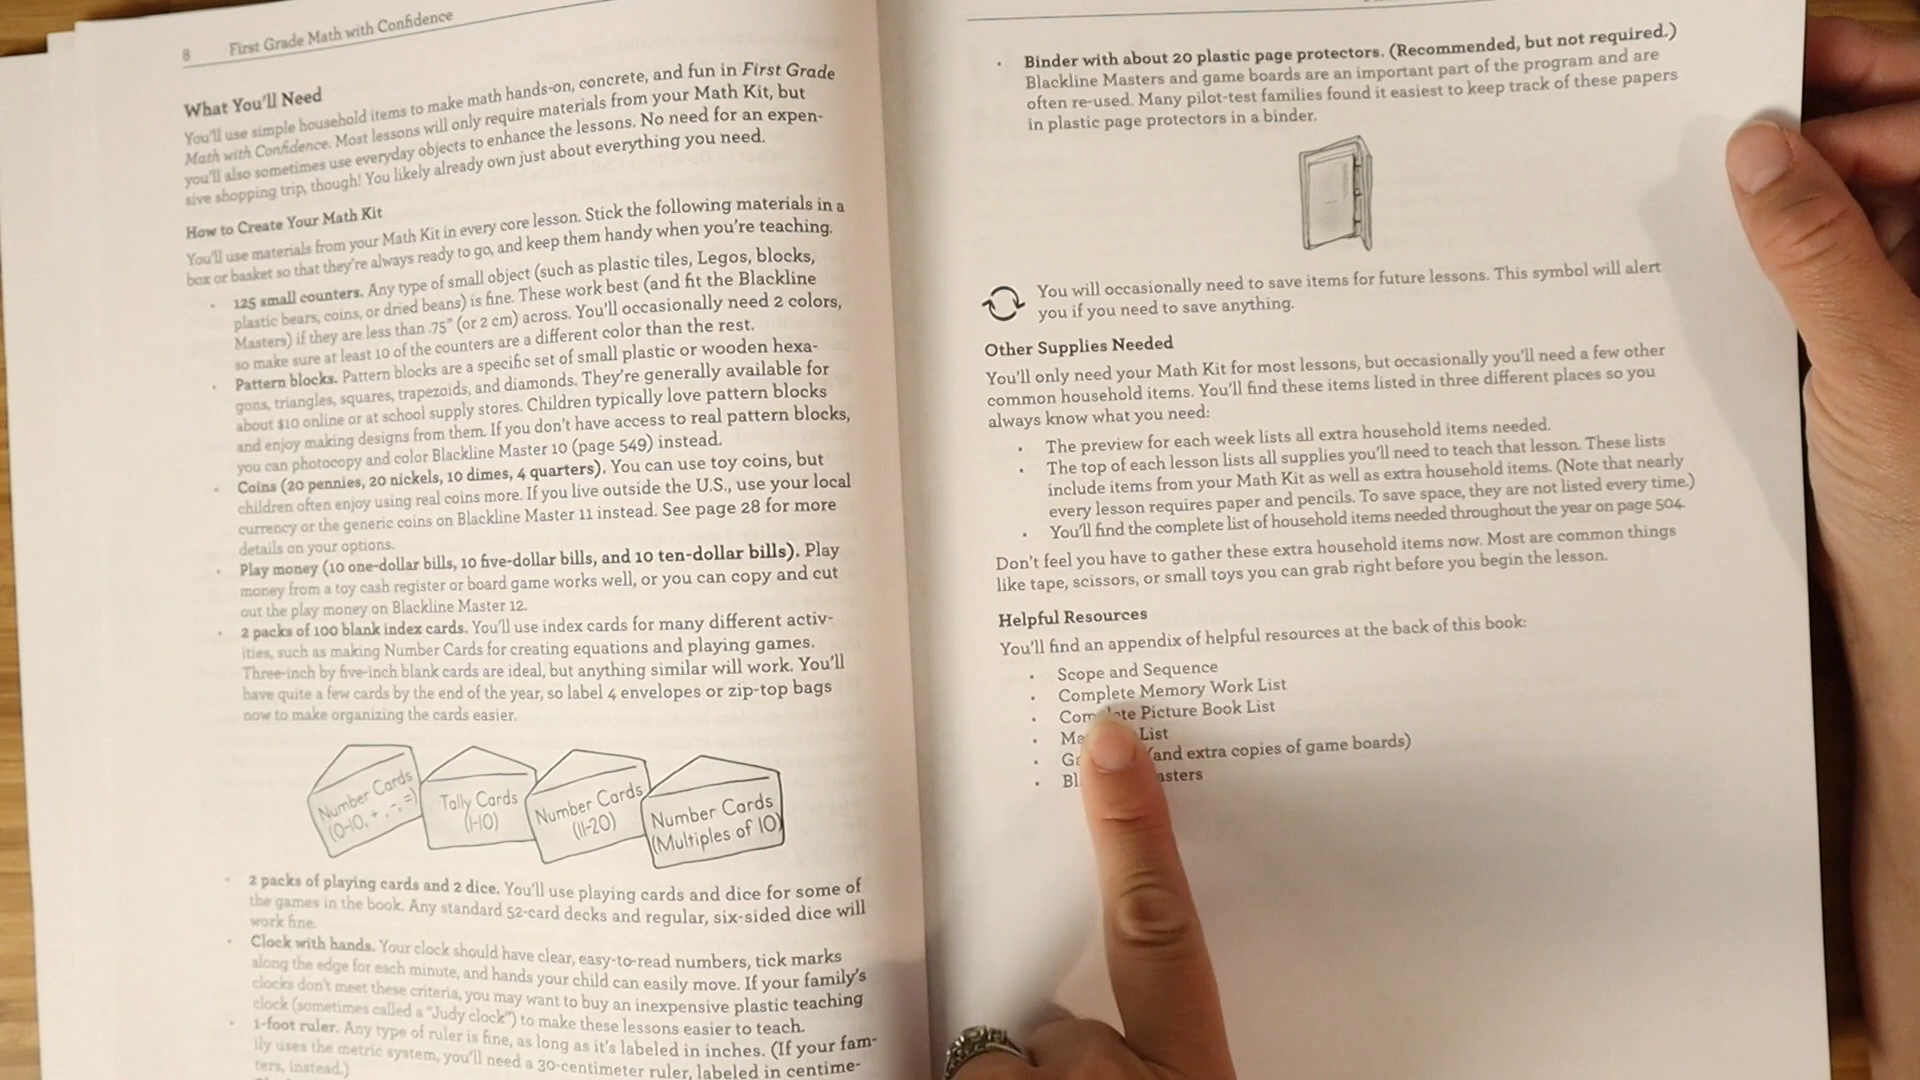 8 First Grade Math with Confidence
What You'll Need
You'll use simple household items to make math hands-on, concrete, and fun in First Grade
Math with Confidence. Most lessons will only require materials from your Math Kit, but
you'll also sometimes use everyday objects to enhance the lessons. No need for an expen-
sive shopping trip, though! You likely already own just about everything you need.
How to Create Your Math Kit
You'll use materials from your Math Kit in every core lesson. Stick the following materials in a
box or basket so that they're always ready to go, and keep them handy when you're teaching.
· 125 small counters. Any type of small object (such as plastic tiles, Legos, blocks,
plastic bears, coins, or dried beans) is fine. These work best (and fit the Blackline
Masters) if they are less than .75" (or 2 cm) across. You'll occasionally need 2 colors,
so make sure at least 10 of the counters are a different color than the rest.
· Pattern blocks. Pattern blocks are a specific set of small plastic or wooden hexa-
gons, triangles, squares, trapezoids, and diamonds. They're generally available for
about $10 online or at school supply stores. Children typically love pattern blocks
and enjoy making designs from them. If you don't have access to real pattern blocks,
you can photocopy and color Blackline Master 10 (page 549) instead.
· Coins (20 pennies, 20 nickels, 10 dimes, 4 quarters). You can use toy coins, but
children often enjoy using real coins more. If you live outside the U.S., use your local
currency or the generic coins on Blackline Master 11 instead. See page 28 for more
details on your options.
· Play money (10 one-dollar bills, 10 five-dollar bills, and 10 ten-dollar bills). Play
money from a toy cash register or board game works well, or you can copy and cut
out the play money on Blackline Master 12.
· 2 packs of 100 blank index cards. You'll use index cards for many different activ-
ities, such as making Number Cards for creating equations and playing games.
Three-inch by five-inch blank cards are ideal, but anything similar will work. You'll
have quite a few cards by the end of the year, so label 4 envelopes or zip-top bags
now to make organizing the cards easier.
Number Cards
(0-10, +, -, =)
Tally Cards
(1-10)
Number Cards
(11-20)
Number Cards
(Multiples of 10)
· 2 packs of playing cards and 2 dice. You'll use playing cards and dice for some of
the games in the book. Any standard 52-card decks and regular, six-sided dice will
work fine.
· Clock with hands. Your clock should have clear, easy-to-read numbers, tick marks
along the edge for each minute, and hands your child can easily move. If your family's
clocks don't meet these criteria, you may want to buy an inexpensive plastic teaching
clock (sometimes called a "Judy clock") to make these lessons easier to teach.
· 1-foot ruler. Any type of ruler is fine, as long as it's labeled in inches. (If your fam-
ily uses the metric system, you'll need a 30-centimeter ruler, labeled in centime-
ters, instead.)
· Binder with about 20 plastic page protectors. (Recommended, but not required.)
Blackline Masters and game boards are an important part of the program and are
often re-used. Many pilot-test families found it easiest to keep track of these papers
in plastic page protectors in a binder.
You will occasionally need to save items for future lessons. This symbol will alert
you if you need to save anything.
Other Supplies Needed
You'll only need your Math Kit for most lessons, but occasionally you'll need a few other
common household items. You'll find these items listed in three different places so you
always know what you need:
· The preview for each week lists all extra household items needed.
· The top of each lesson lists all supplies you'll need to teach that lesson. These lists
include items from your Math Kit as well as extra household items. (Note that nearly
every lesson requires paper and pencils. To save space, they are not listed every time.)
· You'll find the complete list of household items needed throughout the year on page 504.
Don't feel you have to gather these extra household items now. Most are common things
like tape, scissors, or small toys you can grab right before you begin the lesson.
Helpful Resources
You'll find an appendix of helpful resources at the back of this book:
· Scope and Sequence
· Complete Memory Work List
· Complete Picture Book List
· List
· (and extra copies of game boards)
·